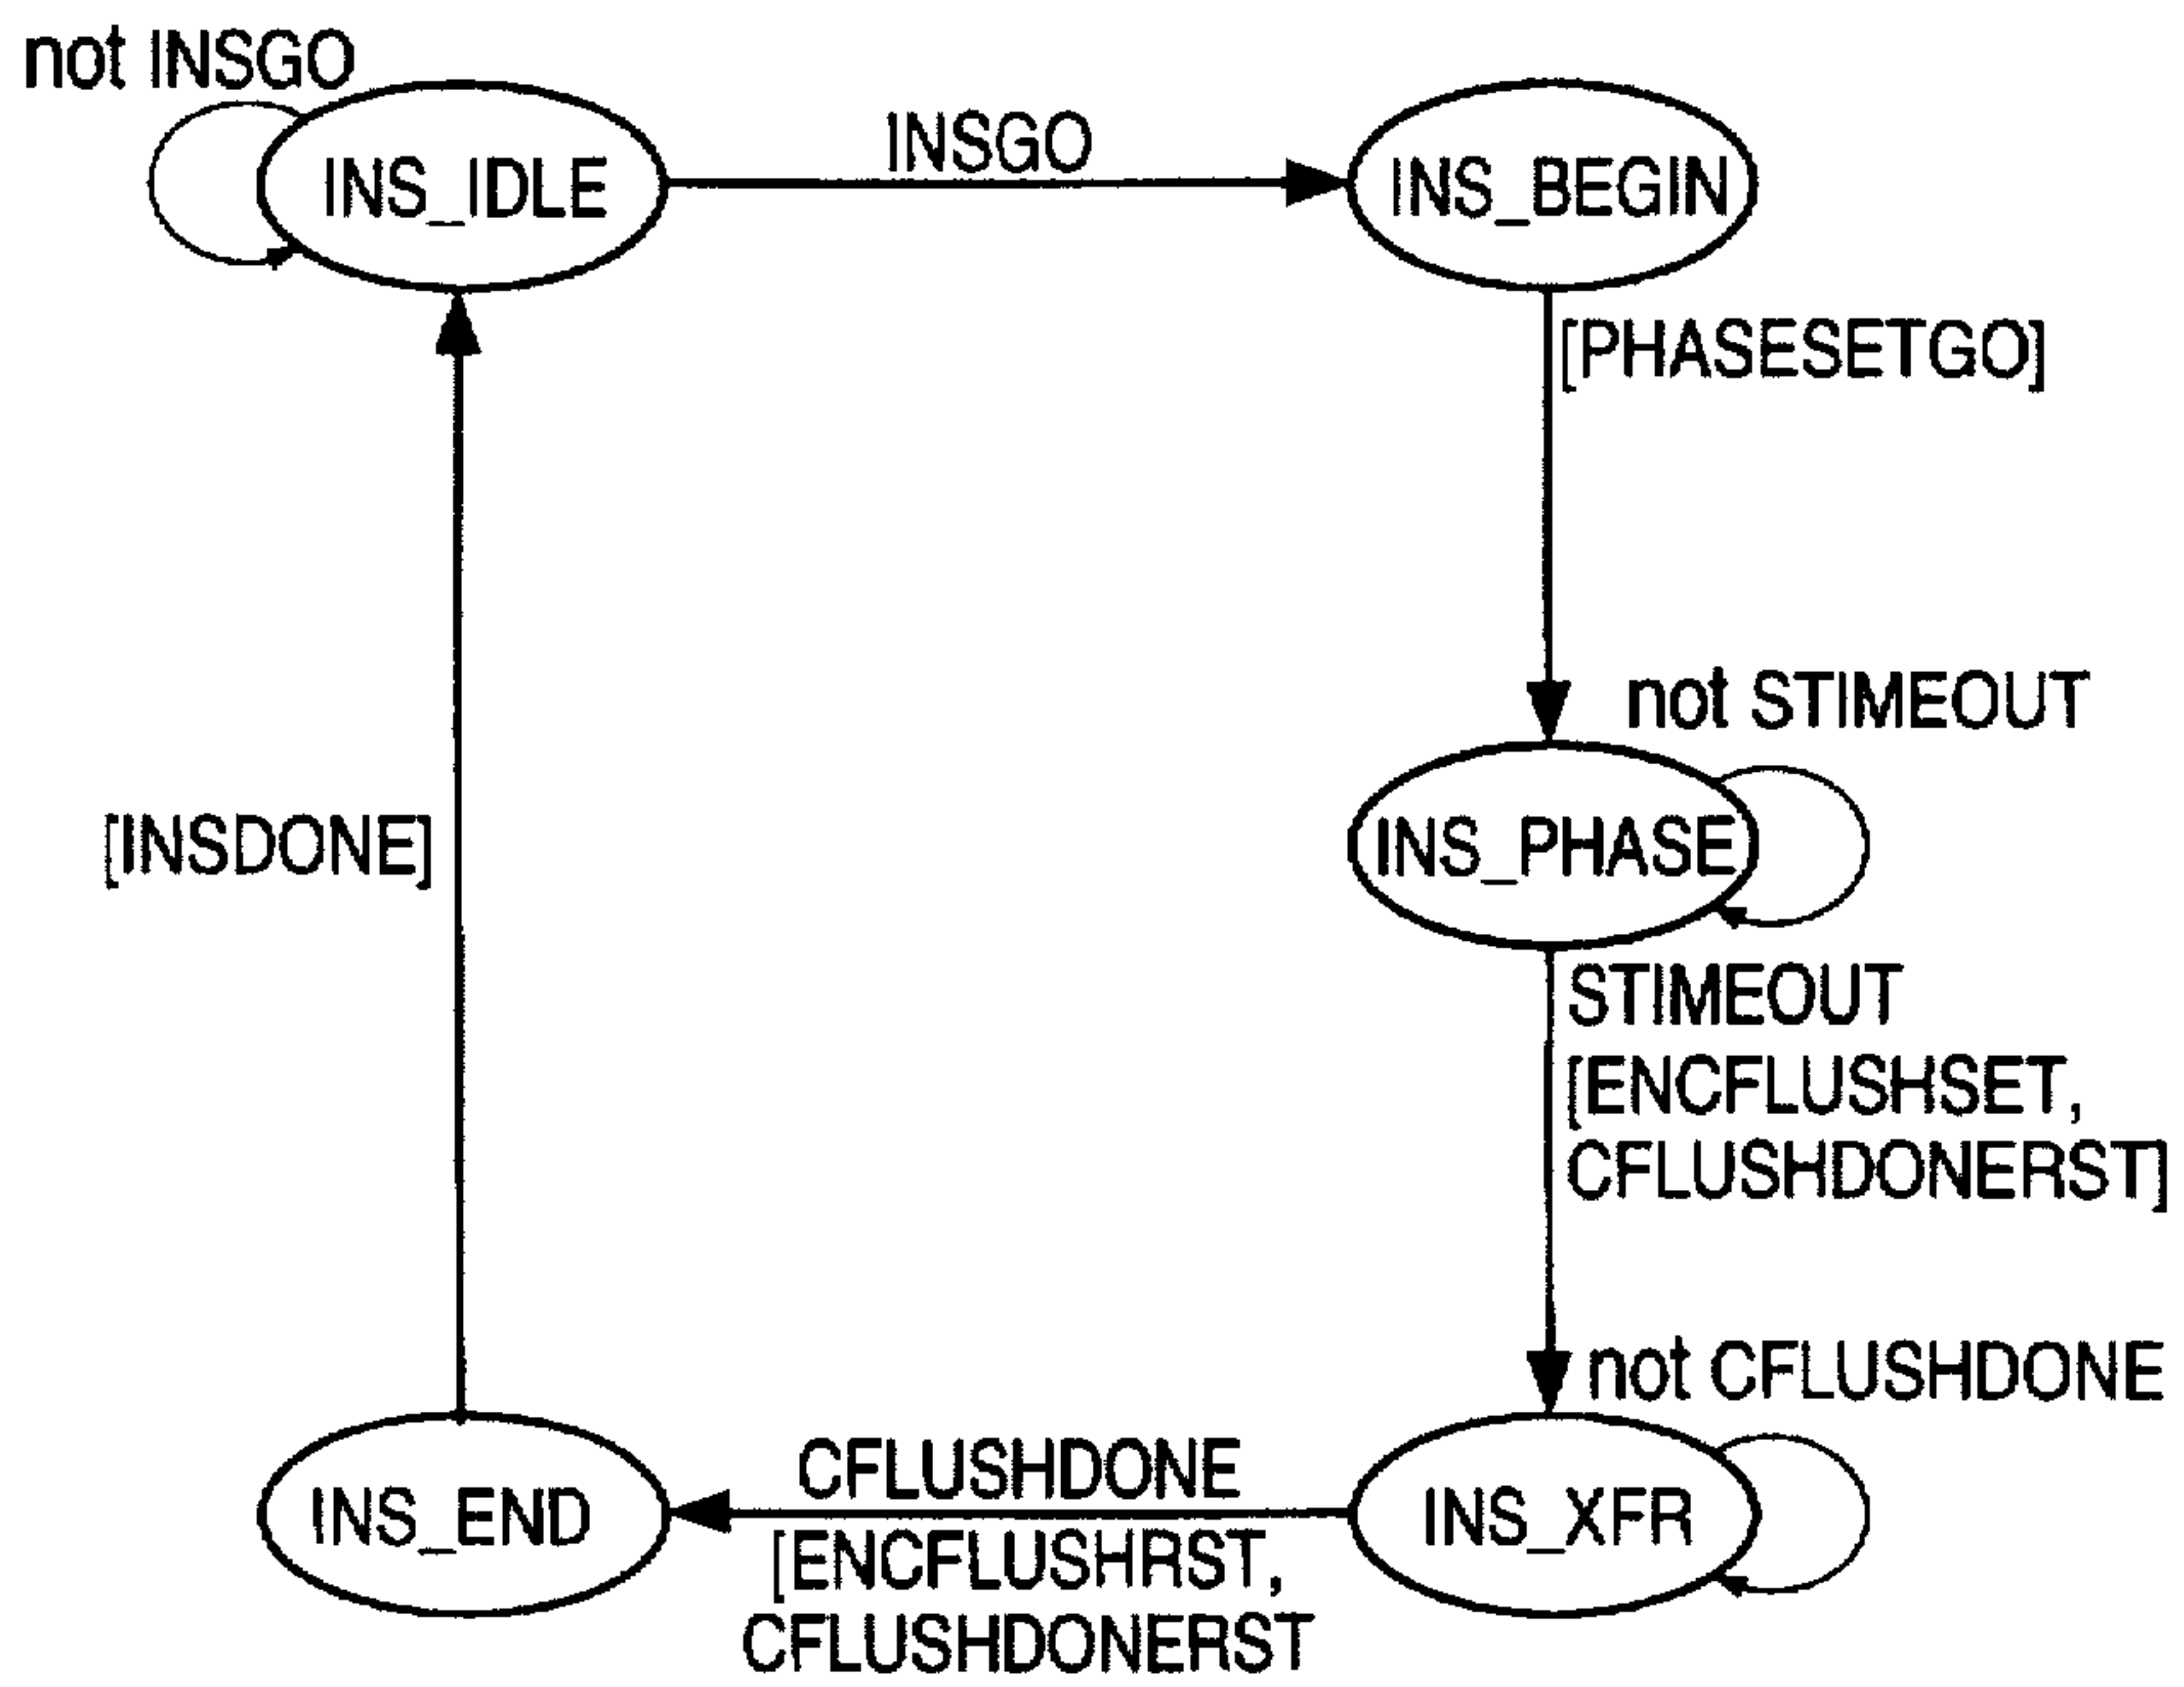 not INSGO
INS_IDLE
INSGO
INS_BEGIN
[PHASESETGO]
not STIMEOUT
[INSDONE]
INS_PHASE
STIMEOUT
[ENCFLUSHSET,
CFLUSHDONERST]
not CFLUSHDONE
INS_END
CFLUSHDONE
[ENCFLUSHRST,
CFLUSHDONERST
INS_XFR